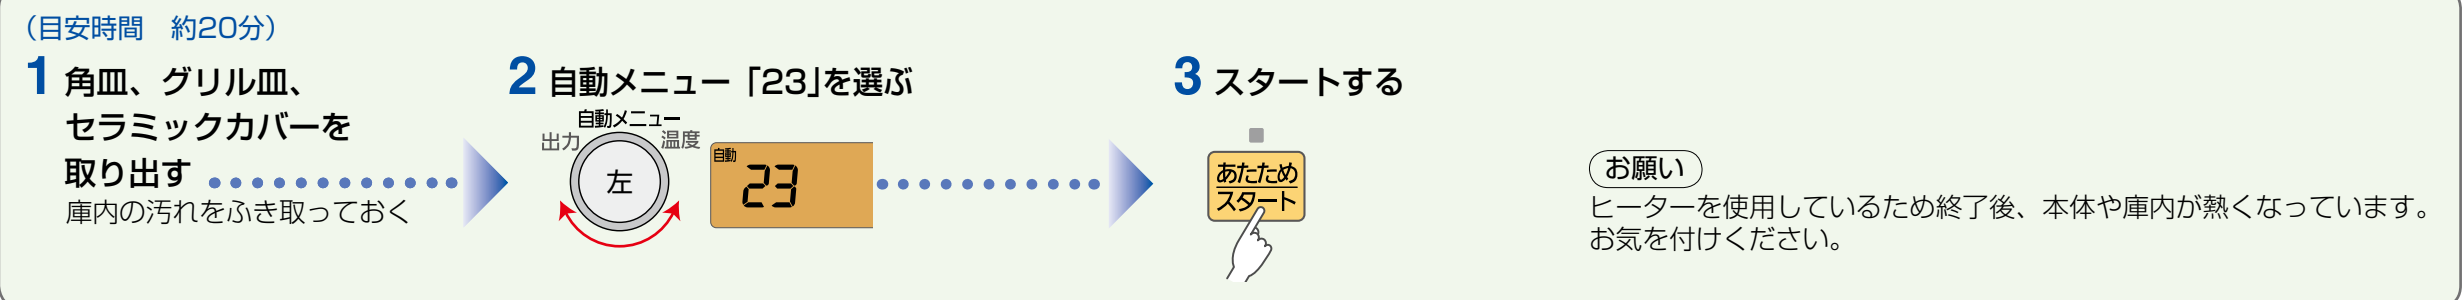 （目安時間　約20分）
1 角皿、グリル皿、
セラミックカバーを
取り出す
庫内の汚れをふき取っておく
2 自動メニュー「23」を選ぶ
自動メニュー
出力
温度
左
自動
23
3 スタートする
あたため
スタート
お願い
ヒーターを使用しているため終了後、本体や庫内が熱くなっています。
お気を付けください。